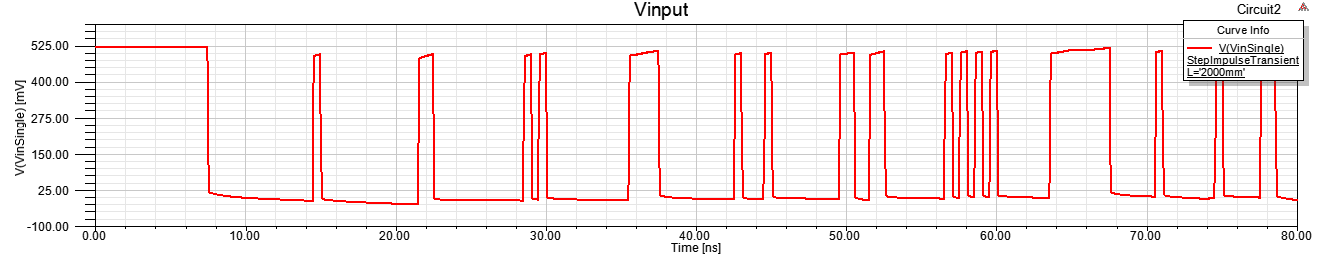 Vinput
Circuit2
Curve Info
V(VinSingle)
StepImpulseTransient
L='2000mm'
V(VinSingle) [mV]
525.00
400.00
275.00
150.00
25.00
-100.00
0.00 10.00 20.00 30.00 40.00 50.00 60.00 70.00 80.00
Time [ns]